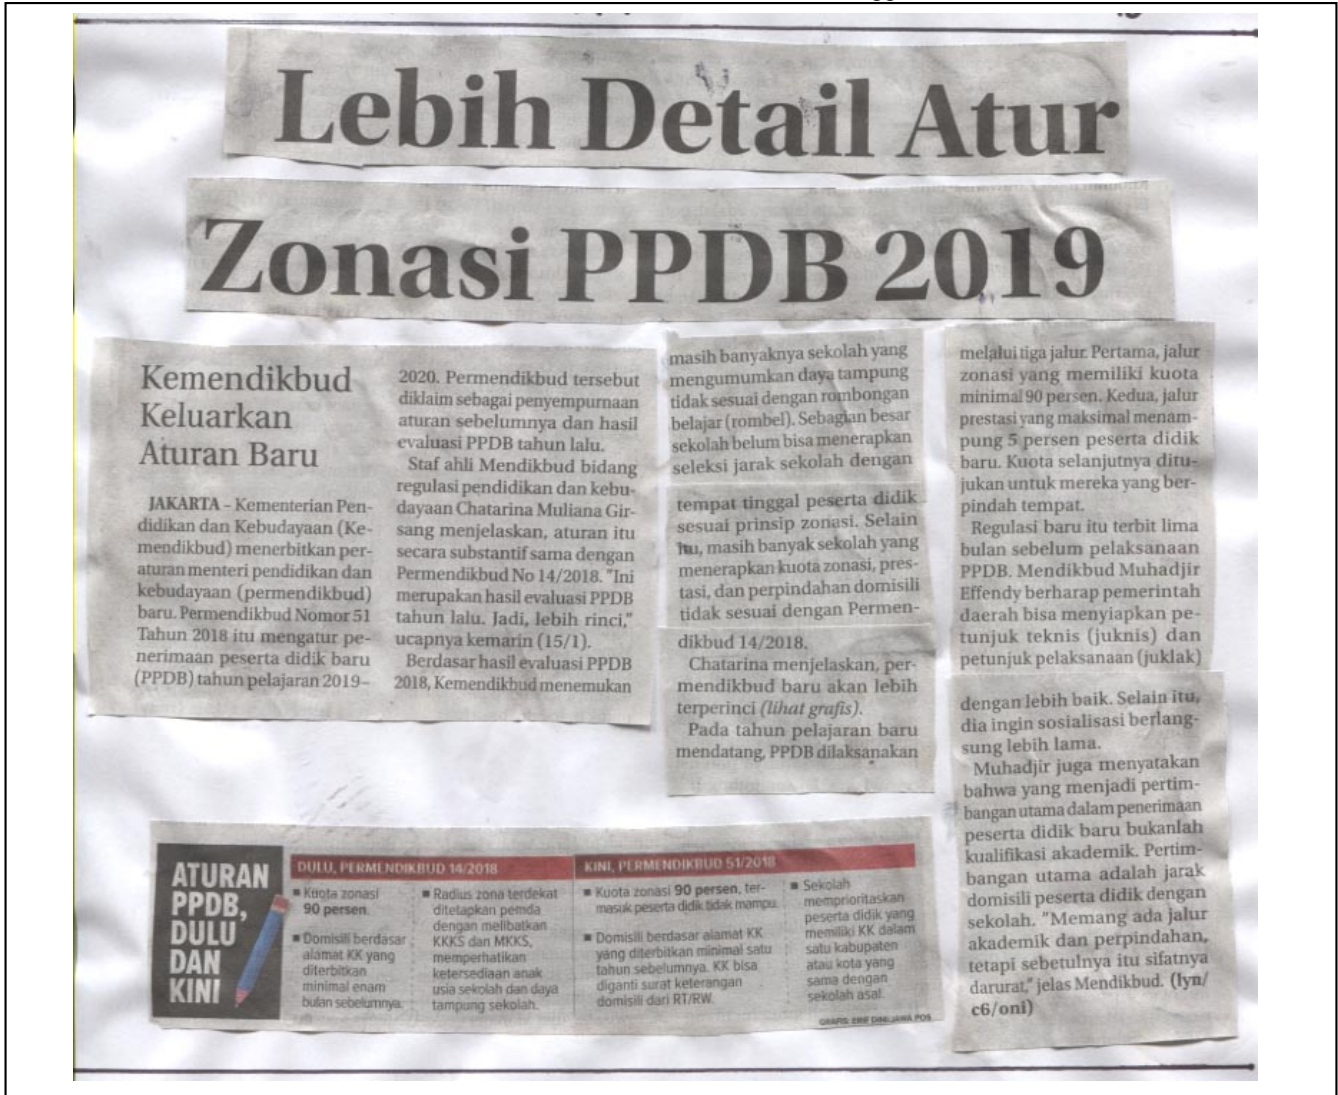 Lebih Detail Atur
Zonasi PPDB 2019
Kemendikbud
Keluarkan
Aturan Baru
JAKARTA – Kementerian Pen-
didikan dan Kebudayaan (Ke-
mendikbud) menerbitkan per-
aturan menteri pendidikan dan
kebudayaan (permendikbud)
baru. Permendikbud Nomor 51
Tahun 2018 itu mengatur pe-
nerimaan peserta didik baru
(PPDB) tahun pelajaran 2019–
2020. Permendikbud tersebut
diklaim sebagai penyempurnaan
aturan sebelumnya dan hasil
evaluasi PPDB tahun lalu.
Staf ahli Mendikbud bidang
regulasi pendidikan dan kebu-
dayaan Chatarina Muliana Gir-
sang menjelaskan, aturan itu
secara substantif sama dengan
Permendikbud No 14/2018. "Ini
merupakan hasil evaluasi PPDB
tahun lalu. Jadi, lebih rinci,"
ucapnya kemarin (15/1).
Berdasar hasil evaluasi PPDB
2018, Kemendikbud menemukan
masih banyaknya sekolah yang
mengumumkan daya tampung
tidak sesuai dengan rombongan
belajar (rombel). Sebagian besar
sekolah belum bisa menerapkan
seleksi jarak sekolah dengan
tempat tinggal peserta didik
sesuai prinsip zonasi. Selain
itu, masih banyak sekolah yang
menerapkan kuota zonasi, pres-
tasi, dan perpindahan domisili
tidak sesuai dengan Permen-
dikbud 14/2018.
Chatarina menjelaskan, per-
mendikbud baru akan lebih
terperinci (lihat grafis).
Pada tahun pelajaran baru
mendatang, PPDB dilaksanakan
melalui tiga jalur. Pertama, jalur
zonasi yang memiliki kuota
minimal 90 persen. Kedua, jalur
prestasi yang maksimal menam-
pung 5 persen peserta didik
baru. Kuota selanjutnya ditu-
jukan untuk mereka yang ber-
pindah tempat.
Regulasi baru itu terbit lima
bulan sebelum pelaksanaan
PPDB. Mendikbud Muhadjir
Effendy berharap pemerintah
daerah bisa menyiapkan pe-
tunjuk teknis (juknis) dan
petunjuk pelaksanaan (juklak)
dengan lebih baik. Selain itu,
dia ingin sosialisasi berlang-
sung lebih lama.
Muhadjir juga menyatakan
bahwa yang menjadi pertim-
bangan utama dalam penerimaan
peserta didik baru bukanlah
kualifikasi akademik. Pertim-
bangan utama adalah jarak
domisili peserta didik dengan
sekolah. "Memang ada jalur
akademik dan perpindahan,
tetapi sebetulnya itu sifatnya
darurat," jelas Mendikbud. (lyn/
c6/oni)
ATURAN
PPDB,
DULU
DAN
KINI
DULU, PERMENDIKBUD 14/2018
■ Kuota zonasi
90 persen.
■ Domisili berdasar
alamat KK yang
diterbitkan
minimal enam
bulan sebelumnya.
■ Radius zona terdekat
ditetapkan pemda
dengan melibatkan
KKKS dan MKKS,
memperhatikan
ketersediaan anak
usia sekolah dan daya
tampung sekolah.
KINI, PERMENDIKBUD 51/2018
■ Kuota zonasi 90 persen, ter-
masuk peserta didik tidak mampu.
■ Domisili berdasar alamat KK
yang diterbitkan minimal satu
tahun sebelumnya. KK bisa
diganti surat keterangan
domisili dari RT/RW.
■ Sekolah
memprioritaskan
peserta didik yang
memiliki KK dalam
satu kabupaten
atau kota yang
sama dengan
sekolah asal.
JAWA POS